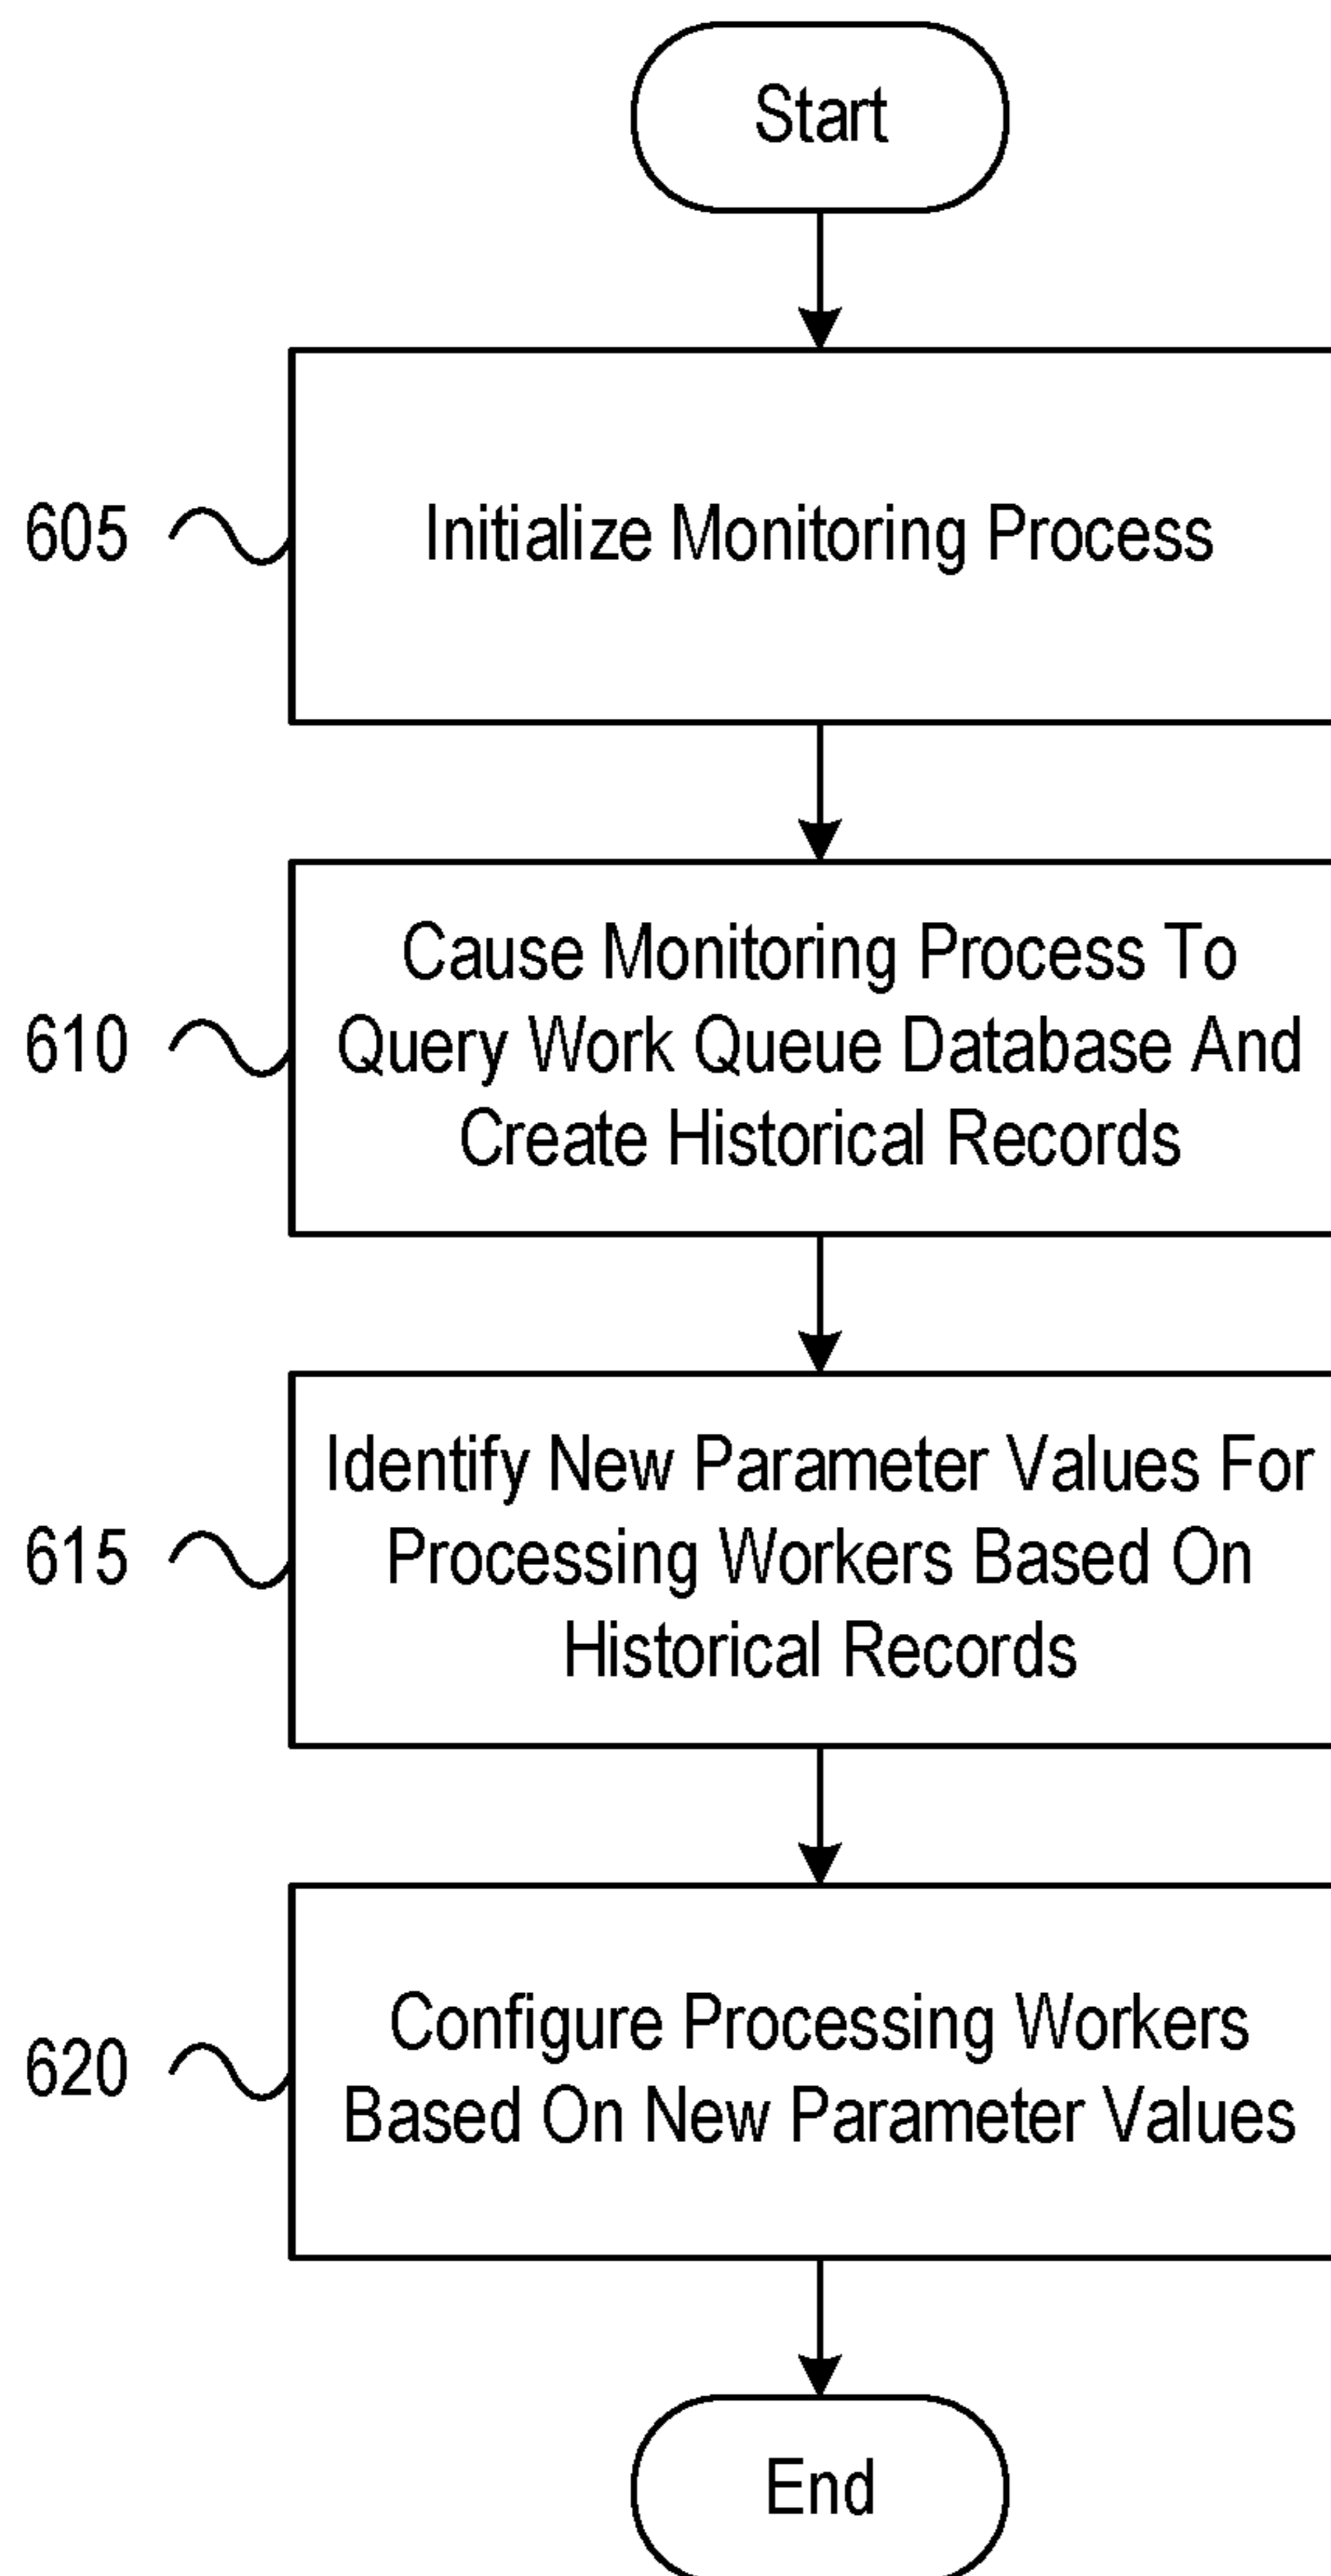 Start
605
Initialize Monitoring Process
610
Cause Monitoring Process To
Query Work Queue Database And
Create Historical Records
615
Identify New Parameter Values For
Processing Workers Based On
Historical Records
620
Configure Processing Workers
Based On New Parameter Values
End